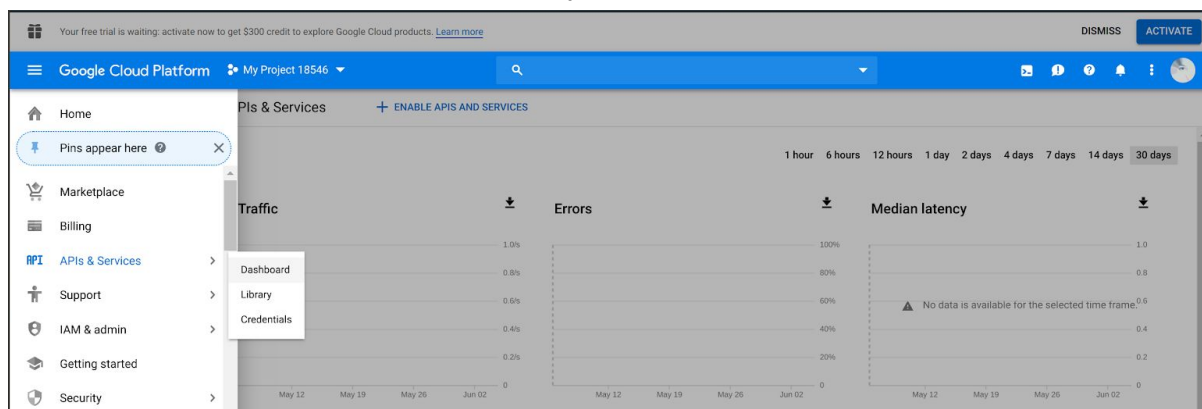 Your free trial is waiting: activate now to get $300 credit to explore Google Cloud products. Learn more
DISMISS
ACTIVATE
Google Cloud Platform
My Project 18546
PIs & Services
ENABLE APIS AND SERVICES
Home
Pins appear here
Marketplace
Billing
API APIs & Services
Support
IAM & admin
Getting started
Security
Dashboard
Library
Credentials
1 hour 6 hours 12 hours 1 day 2 days 4 days 7 days 14 days 30 days
Traffic
1.0/s
0.8/s
0.6/s
0.4/s
0.2/s
0
May 12 May 19 May 26 Jun 02
Errors
100%
80%
60%
40%
20%
0
May 12 May 19 May 26 Jun 02
Median latency
1.0
0.8
No data is available for the selected time frame.
0.6
0.4
0.2
0
May 12 May 19 May 26 Jun 02